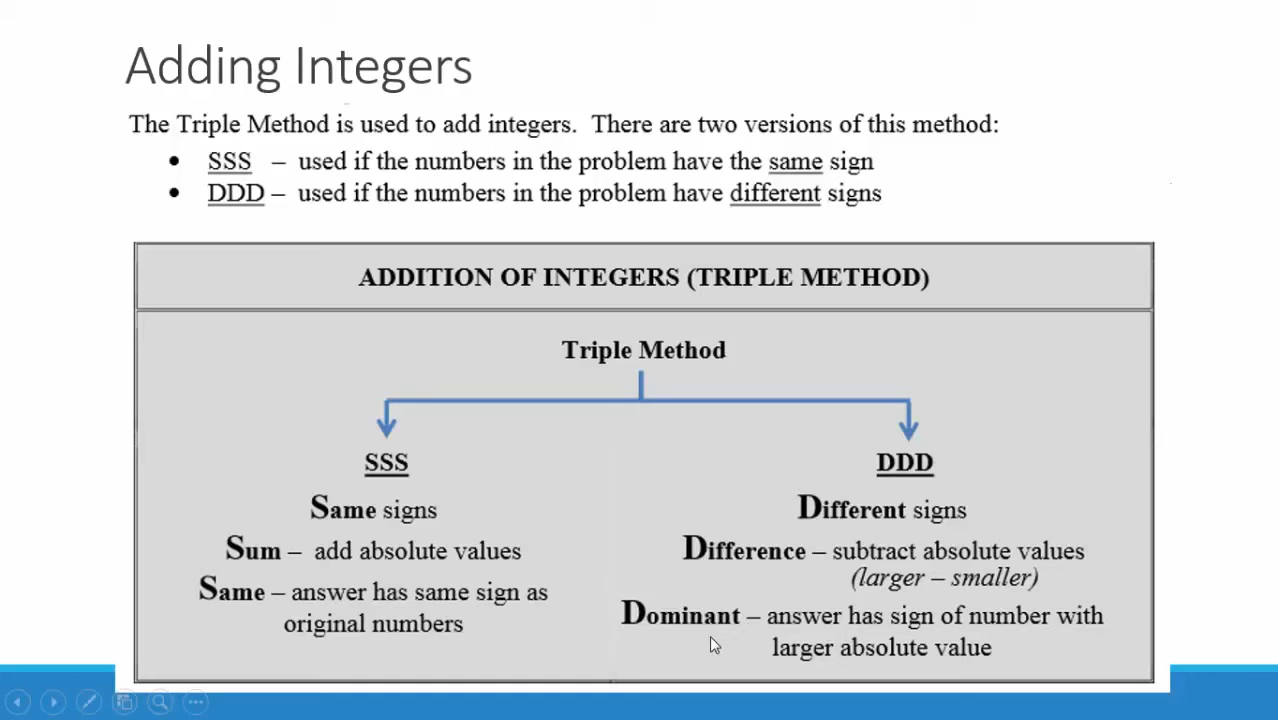 Adding Integers
The Triple Method is used to add integers.  There are two versions of this method:
• SSS – used if the numbers in the problem have the same sign
• DDD – used if the numbers in the problem have different signs
ADDITION OF INTEGERS (TRIPLE METHOD)
Triple Method
SSS
Same signs
Sum – add absolute values
Same – answer has same sign as
original numbers
DDD
Different signs
Difference – subtract absolute values
(larger – smaller)
Dominant – answer has sign of number with
larger absolute value